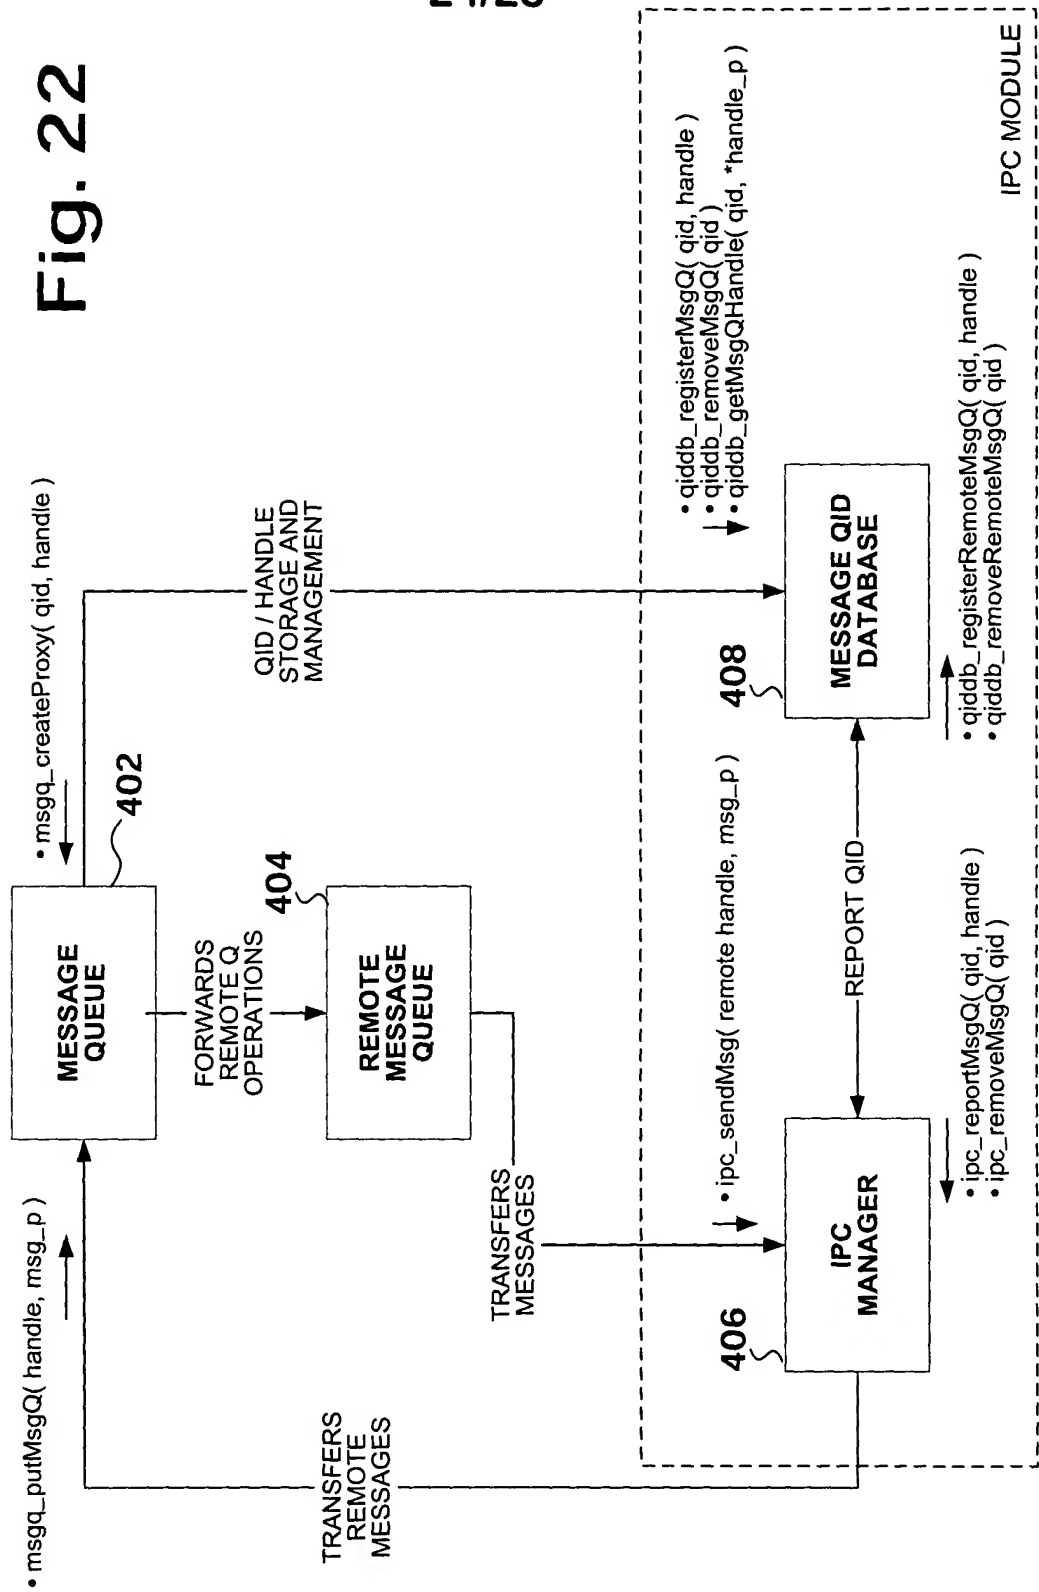 Fig. 22
• msgq_putMsgQ( handle, msg_p )
• msgq_createProxy( qid, handle )
MESSAGE
QUEUE
402
TRANSFERS
REMOTE
MESSAGES
FORWARDS
REMOTE Q
OPERATIONS
QID / HANDLE
STORAGE AND
MANAGEMENT
REMOTE
MESSAGE
QUEUE
404
TRANSFERS
MESSAGES
• ipc_sendMsg( remote handle, msg_p )
• qiddb_registerMsgQ( qid, handle )
• qiddb_removeMsgQ( qid )
• qiddb_getMsgQHandle( qid, *handle_p )
406
IPC
MANAGER
REPORT QID
408
MESSAGE QID
DATABASE
• ipc_reportMsgQ( qid, handle )
• ipc_removeMsgQ( qid )
• qiddb_registerRemoteMsgQ( qid, handle )
• qiddb_removeRemoteMsgQ( qid )
IPC MODULE